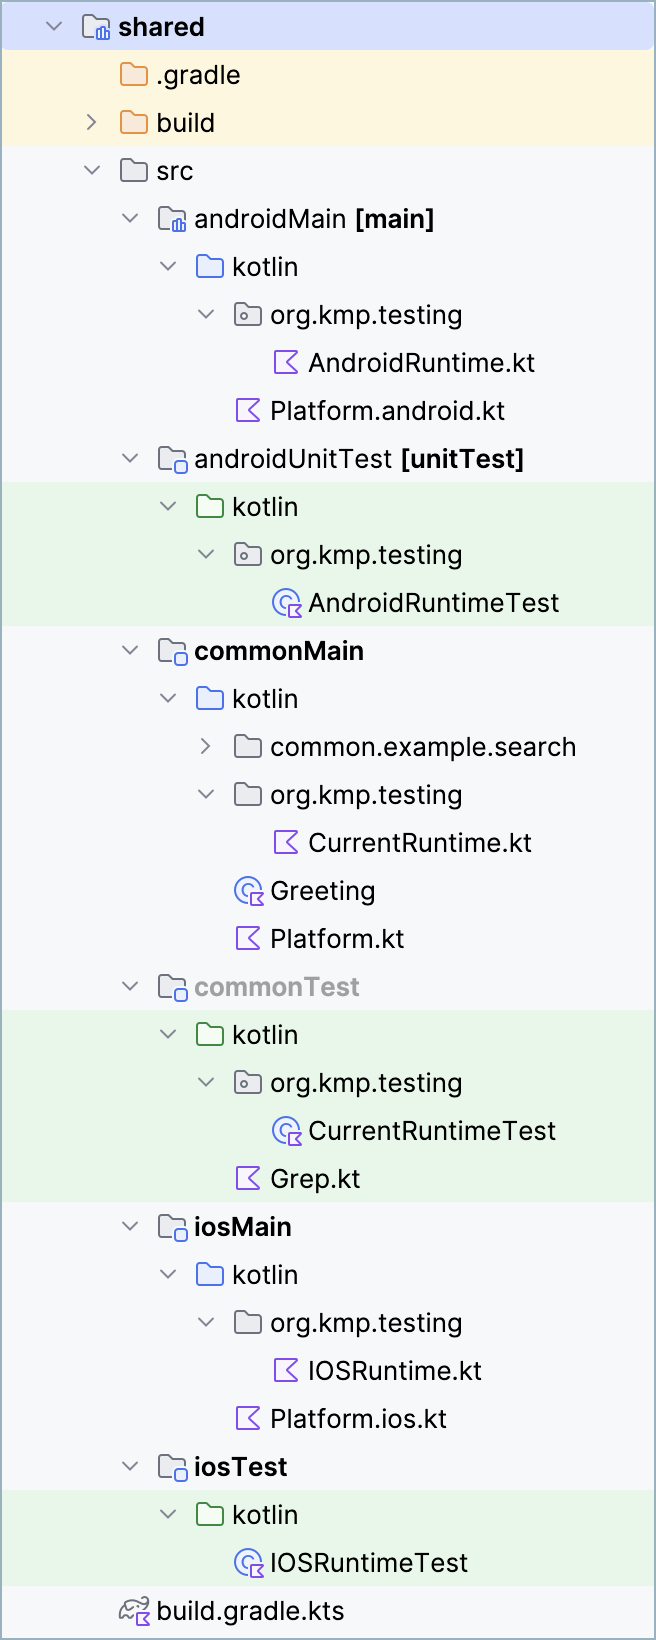 shared
.gradle
build
src
androidMain [main]
kotlin
org.kmp.testing
AndroidRuntime.kt
Platform.android.kt
androidUnitTest [unitTest]
kotlin
org.kmp.testing
AndroidRuntimeTest
commonMain
kotlin
common.example.search
org.kmp.testing
CurrentRuntime.kt
Greeting
Platform.kt
commonTest
kotlin
org.kmp.testing
CurrentRuntimeTest
Grep.kt
iosMain
kotlin
org.kmp.testing
IOSRuntime.kt
Platform.ios.kt
iosTest
kotlin
IOSRuntimeTest
build.gradle.kts